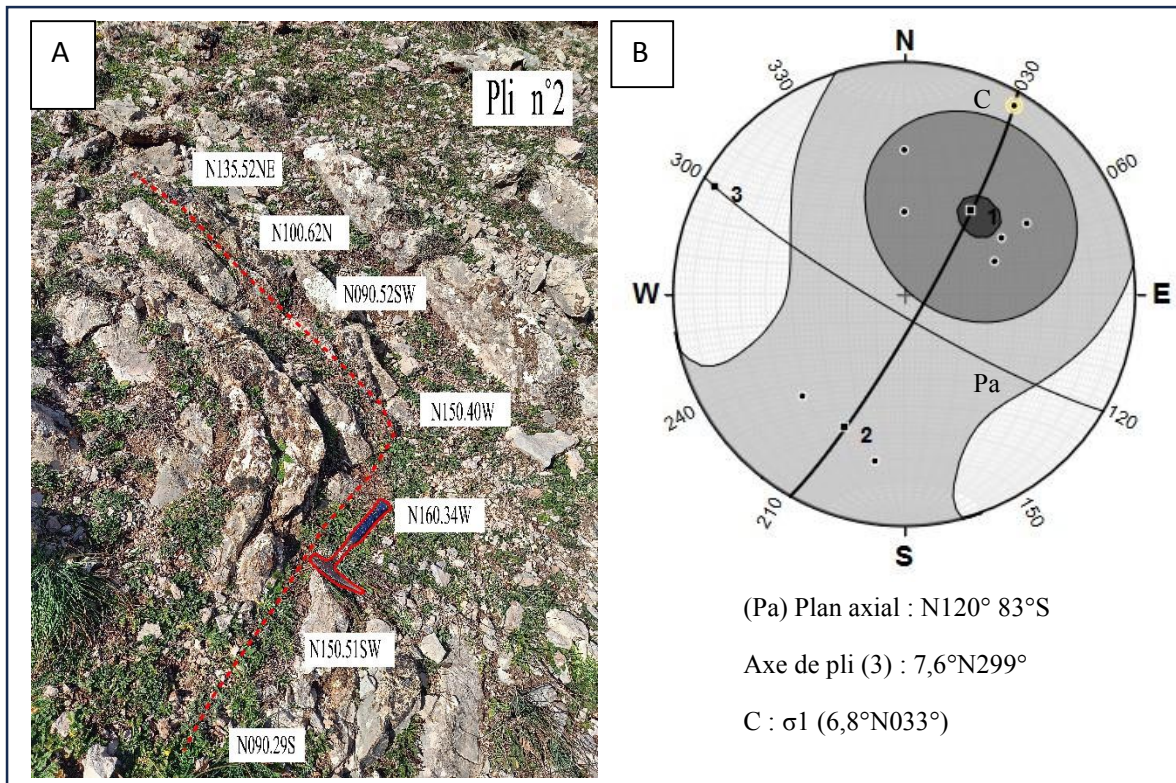 A
Pli n°2
N135.52NE
N100.62N
N090.52SW
N150.40W
N160.34W
N150.51SW
N090.29S
B
N
030
C
330
300
3
060
1
W
E
Pa
240
2
120
210
150
S
(Pa) Plan axial : N120° 83°S
Axe de pli (3) : 7,6°N299°
C : σ1 (6,8°N033°)